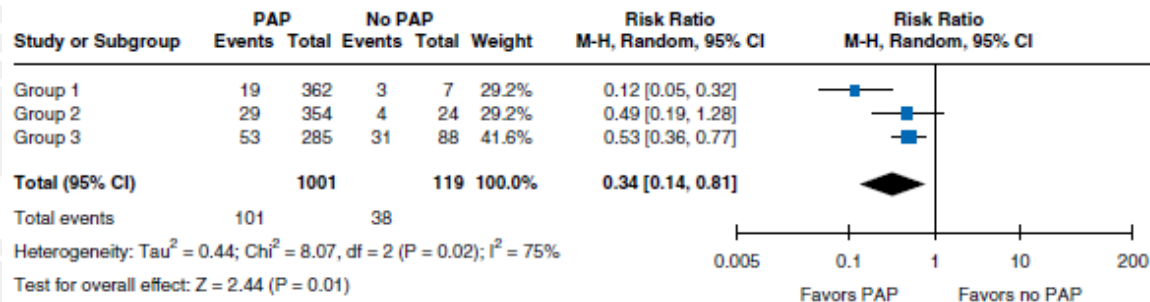 PAP No PAP Risk Ratio Risk Ratio
Study or Subgroup Events Total Events Total Weight M-H, Random, 95% CI M-H, Random, 95% CI
Group 1 19 362 3 7 29.2% 0.12 [0.05, 0.32]
Group 2 29 354 4 24 29.2% 0.49 [0.19, 1.28]
Group 3 53 285 31 88 41.6% 0.53 [0.36, 0.77]
Total (95% CI) 1001 119 100.0% 0.34 [0.14, 0.81]
Total events 101 38
Heterogeneity: Tau² = 0.44; Chi² = 8.07, df = 2 (P = 0.02); I² = 75%
Test for overall effect: Z = 2.44 (P = 0.01)
0.005 0.1 1 10 200
Favors PAP Favors no PAP